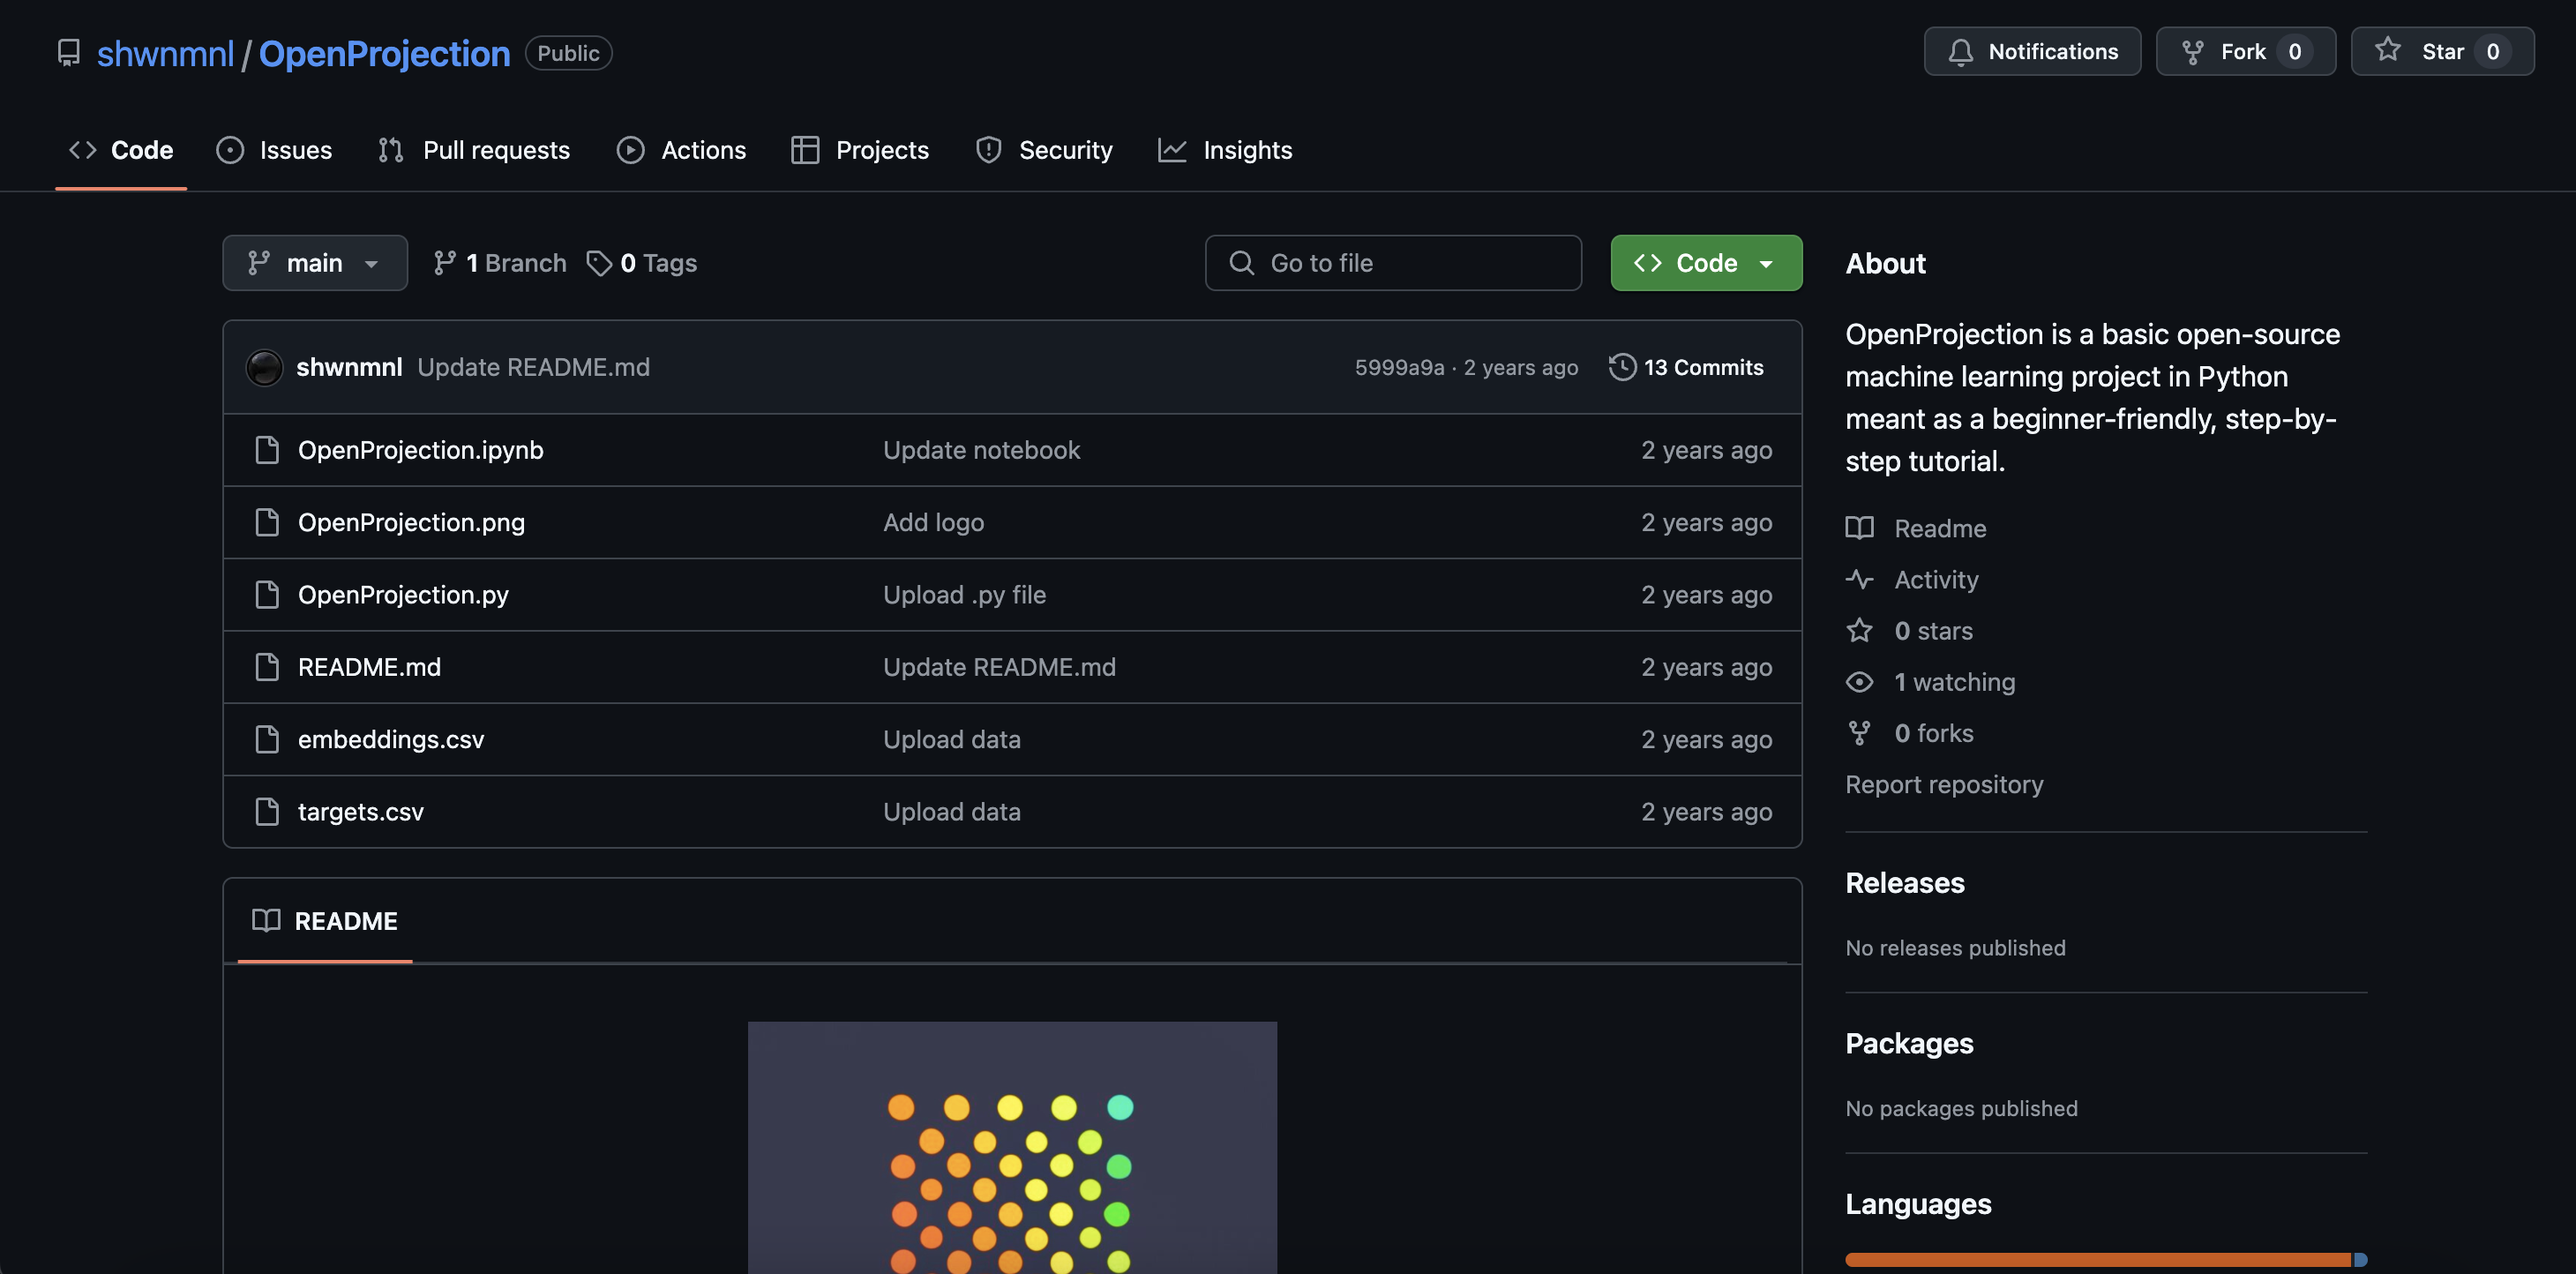 shwnmnl / OpenProjection Public
Notifications Fork 0 Star 0
Code Issues Pull requests Actions Projects Security Insights
main 1 Branch 0 Tags Go to file Code
shwnmnl Update README.md 5999a9a · 2 years ago 13 Commits
OpenProjection.ipynb Update notebook 2 years ago
OpenProjection.png Add logo 2 years ago
OpenProjection.py Upload .py file 2 years ago
README.md Update README.md 2 years ago
embeddings.csv Upload data 2 years ago
targets.csv Upload data 2 years ago
README
About
OpenProjection is a basic open-source
machine learning project in Python
meant as a beginner-friendly, step-by-
step tutorial.
Readme
Activity
0 stars
1 watching
0 forks
Report repository
Releases
No releases published
Packages
No packages published
Languages